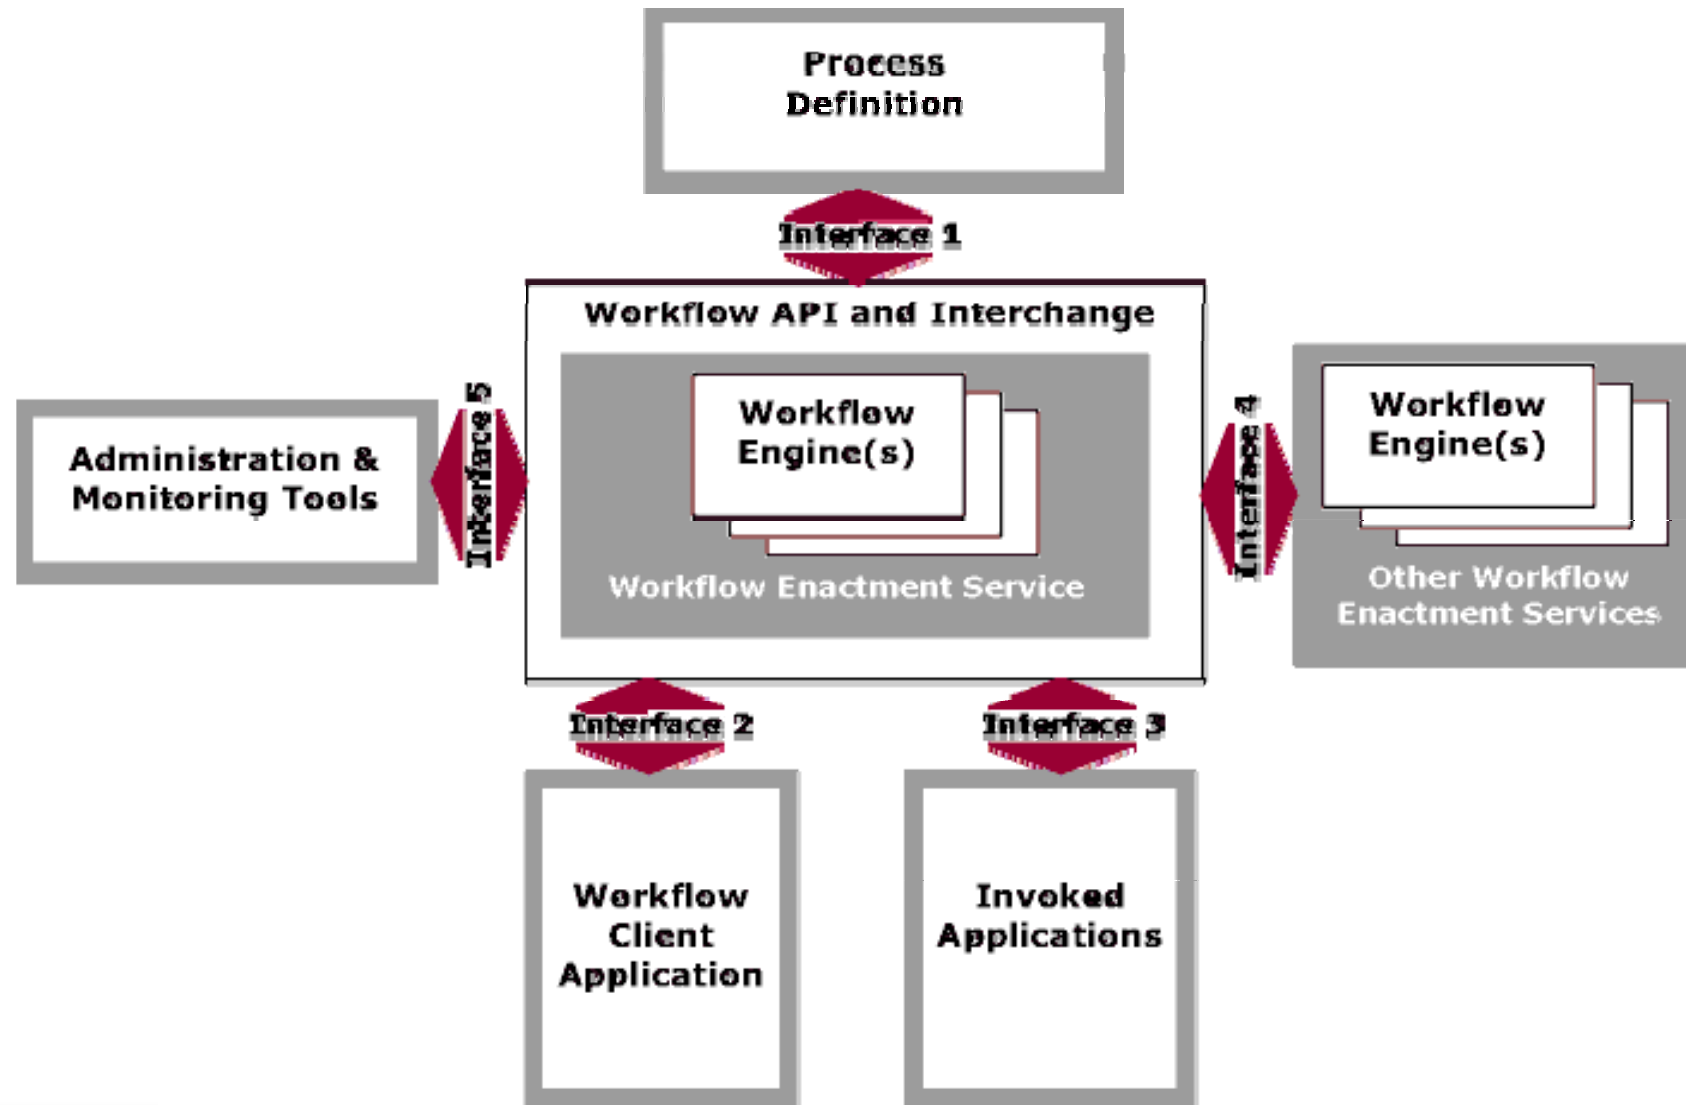 Process
Definition
Interface 1
Workflow API and Interchange
Workflow
Engine(s)
Workflow Enactment Service
Administration &
Monitoring Tools
Interface 5
Interface 4
Workflow
Engine(s)
Other Workflow
Enactment Services
Interface 2
Interface 3
Workflow
Client
Application
Invoked
Applications